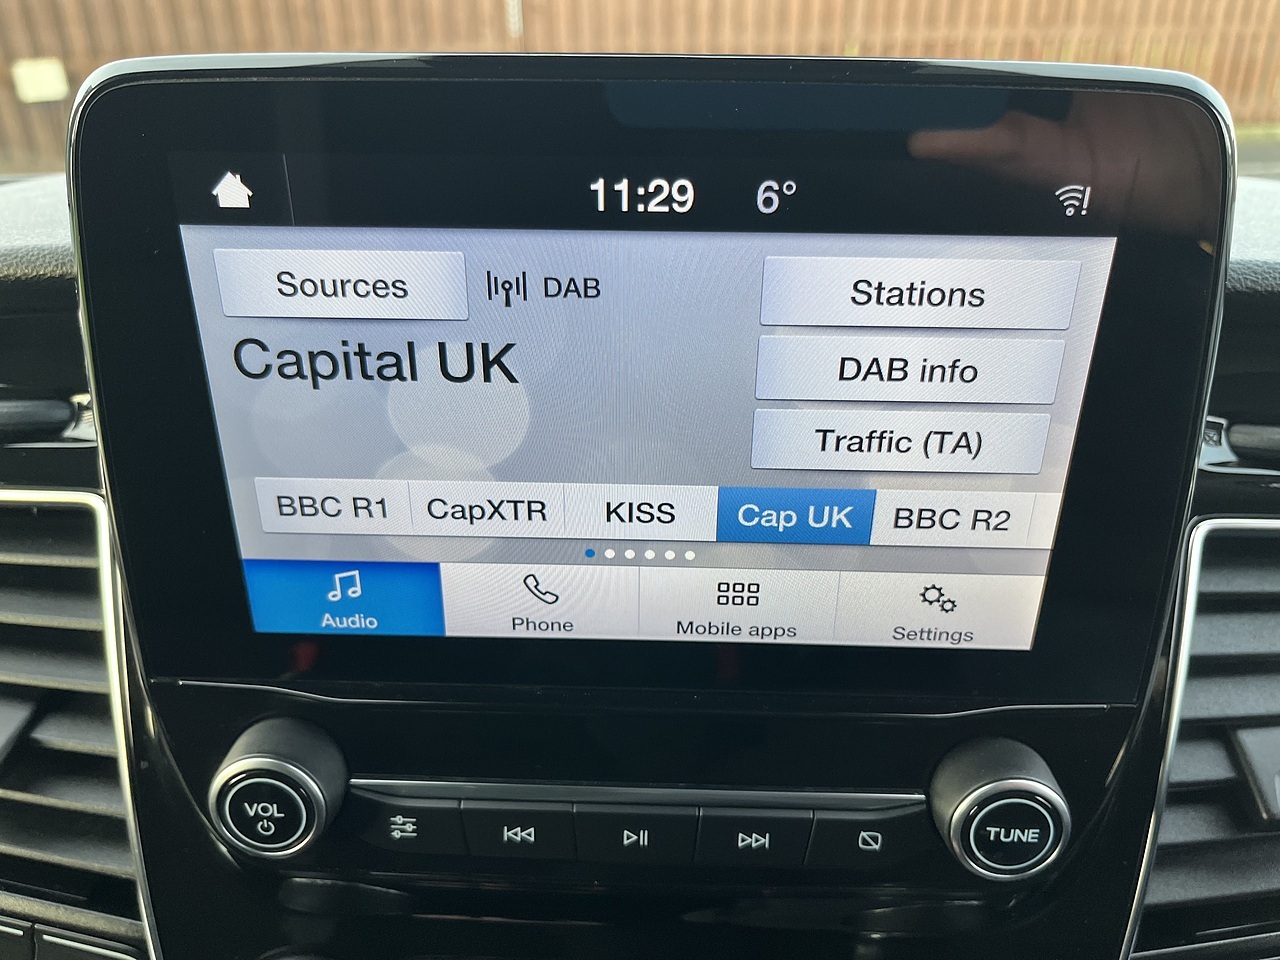 11:29 6°
Sources DAB
Stations
Capital UK
DAB info
Traffic (TA)
BBC R1 CapXTR KISS Cap UK BBC R2
Audio Phone Mobile apps Settings
VOL
TUNE